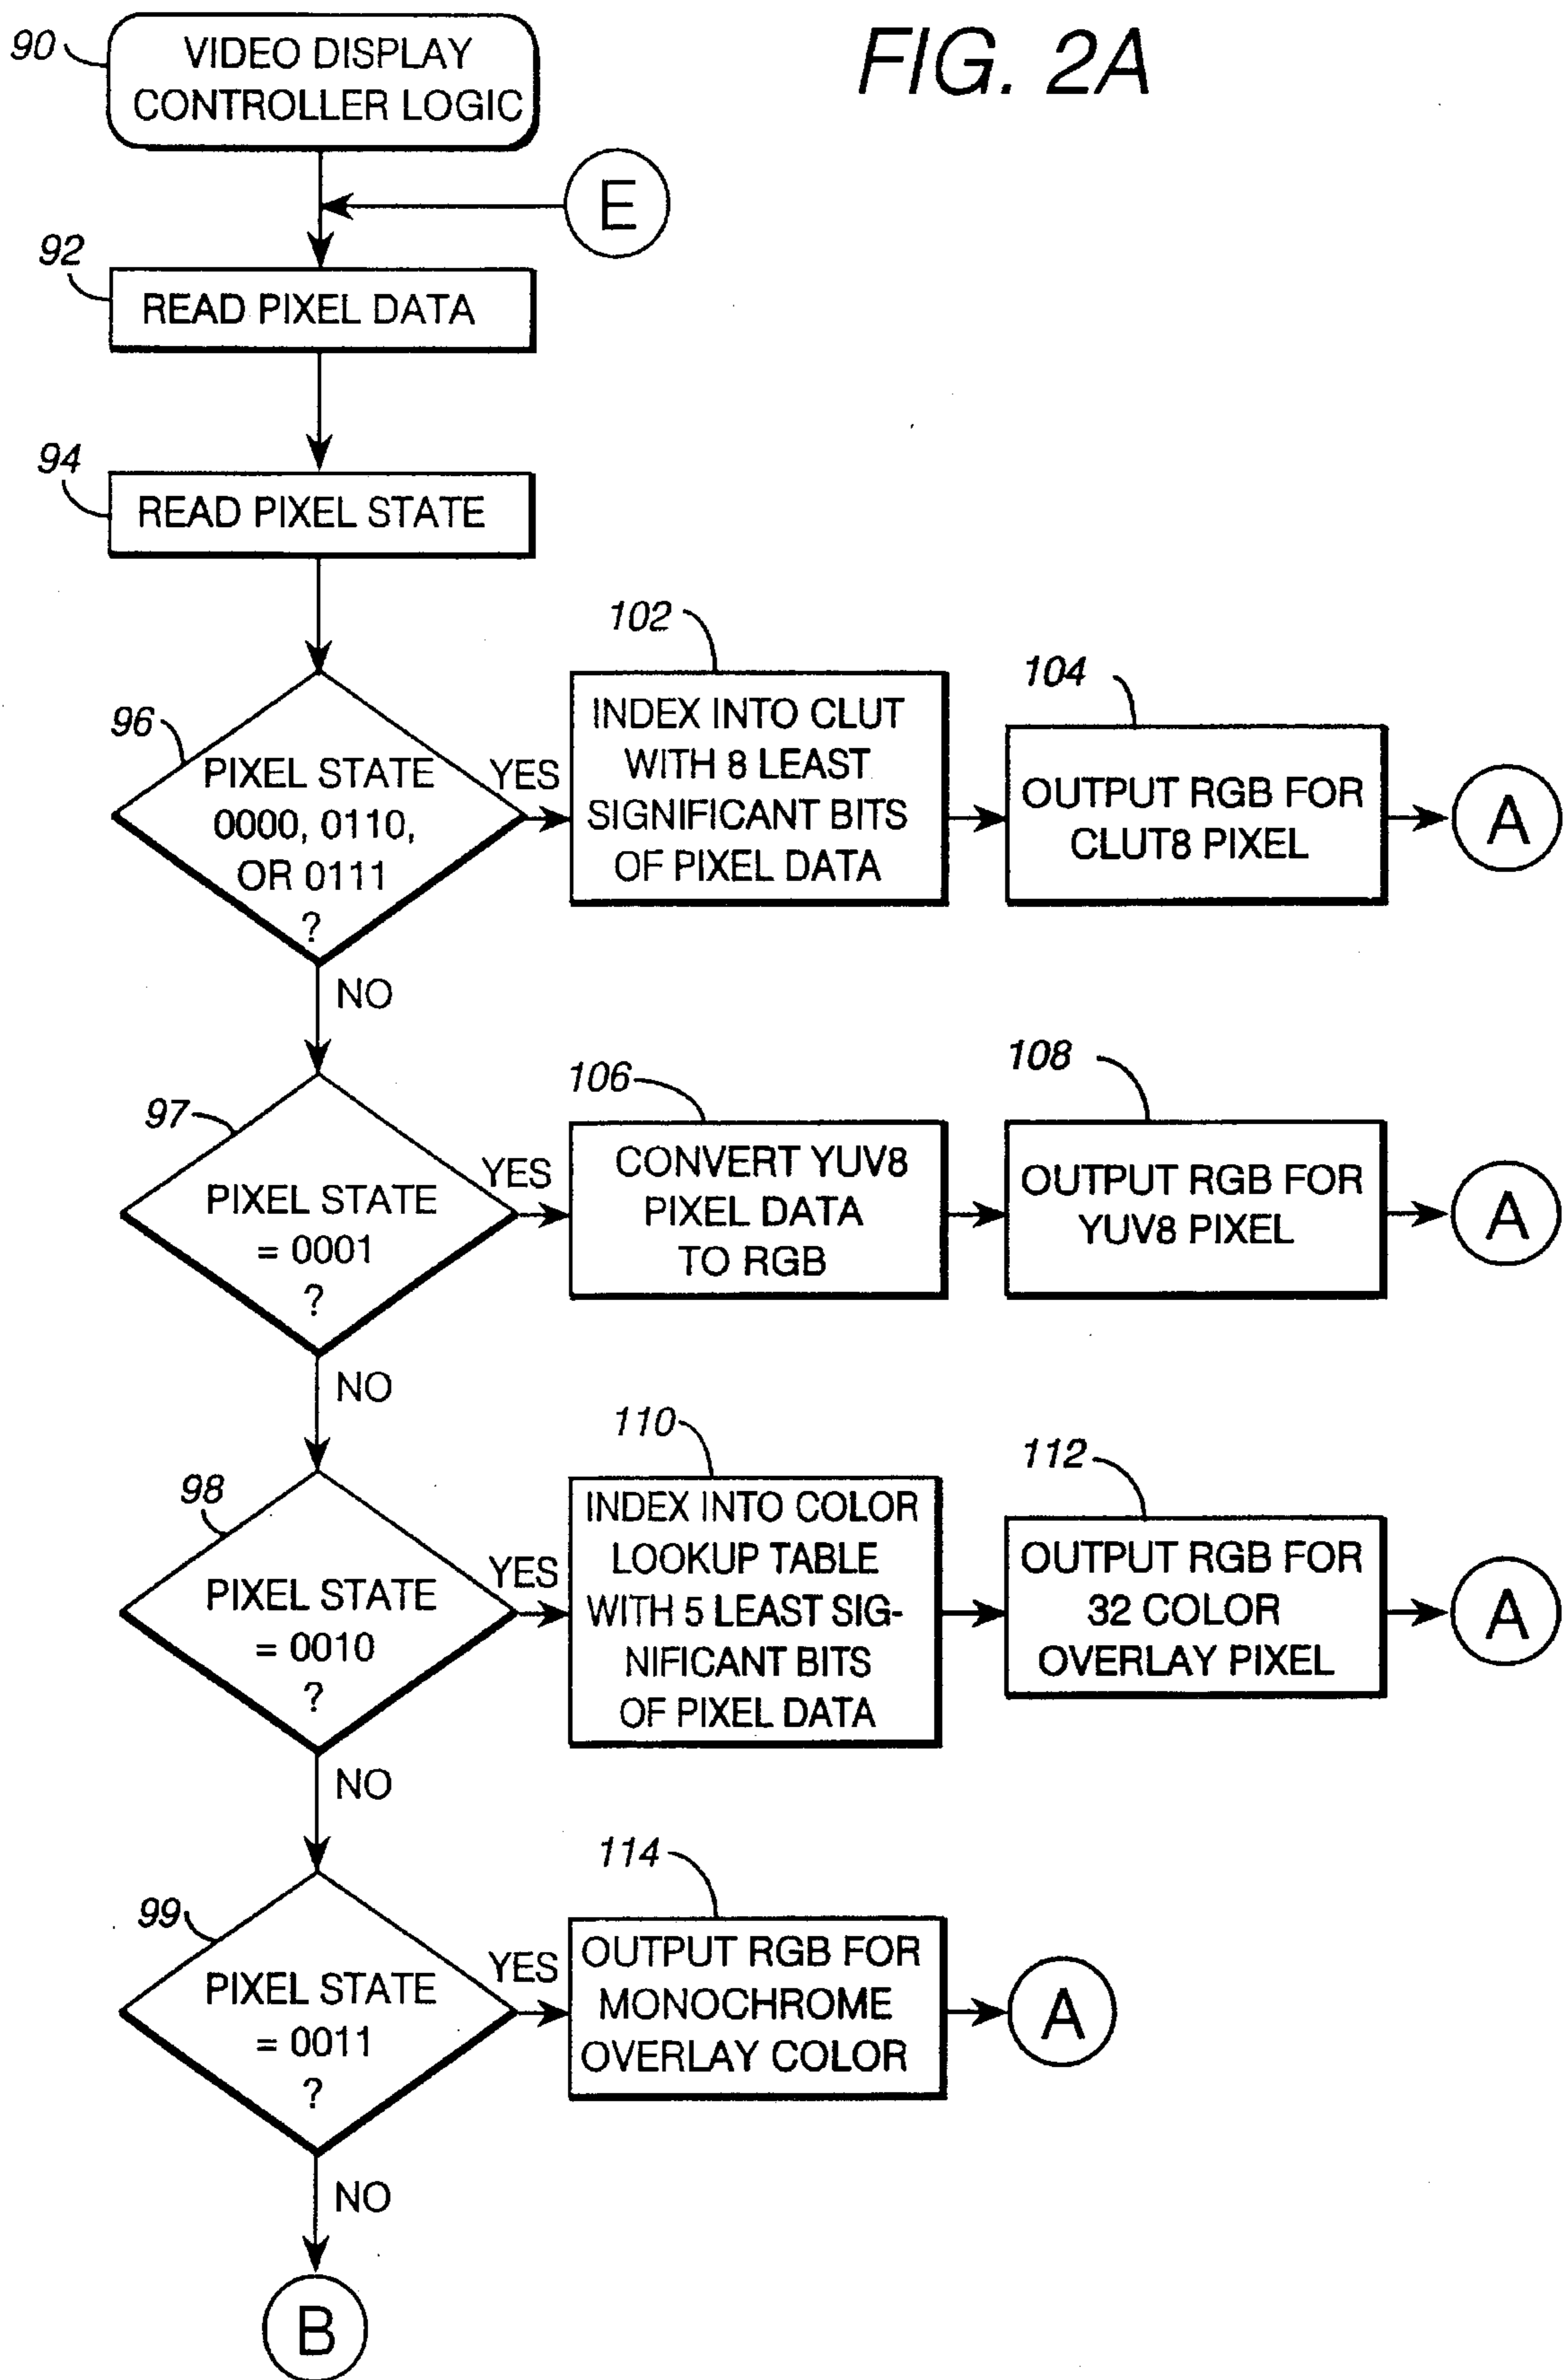 FIG. 2A
90
VIDEO DISPLAY
CONTROLLER LOGIC
E
92
READ PIXEL DATA
94
READ PIXEL STATE
96
PIXEL STATE
0000, 0110,
OR 0111
?
YES
102
INDEX INTO CLUT
WITH 8 LEAST
SIGNIFICANT BITS
OF PIXEL DATA
104
OUTPUT RGB FOR
CLUT8 PIXEL
A
NO
97
PIXEL STATE
= 0001
?
YES
106
CONVERT YUV8
PIXEL DATA
TO RGB
108
OUTPUT RGB FOR
YUV8 PIXEL
A
NO
98
PIXEL STATE
= 0010
?
YES
110
INDEX INTO COLOR
LOOKUP TABLE
WITH 5 LEAST SIG-
NIFICANT BITS
OF PIXEL DATA
112
OUTPUT RGB FOR
32 COLOR
OVERLAY PIXEL
A
NO
99
PIXEL STATE
= 0011
?
YES
114
OUTPUT RGB FOR
MONOCHROME
OVERLAY COLOR
A
NO
B